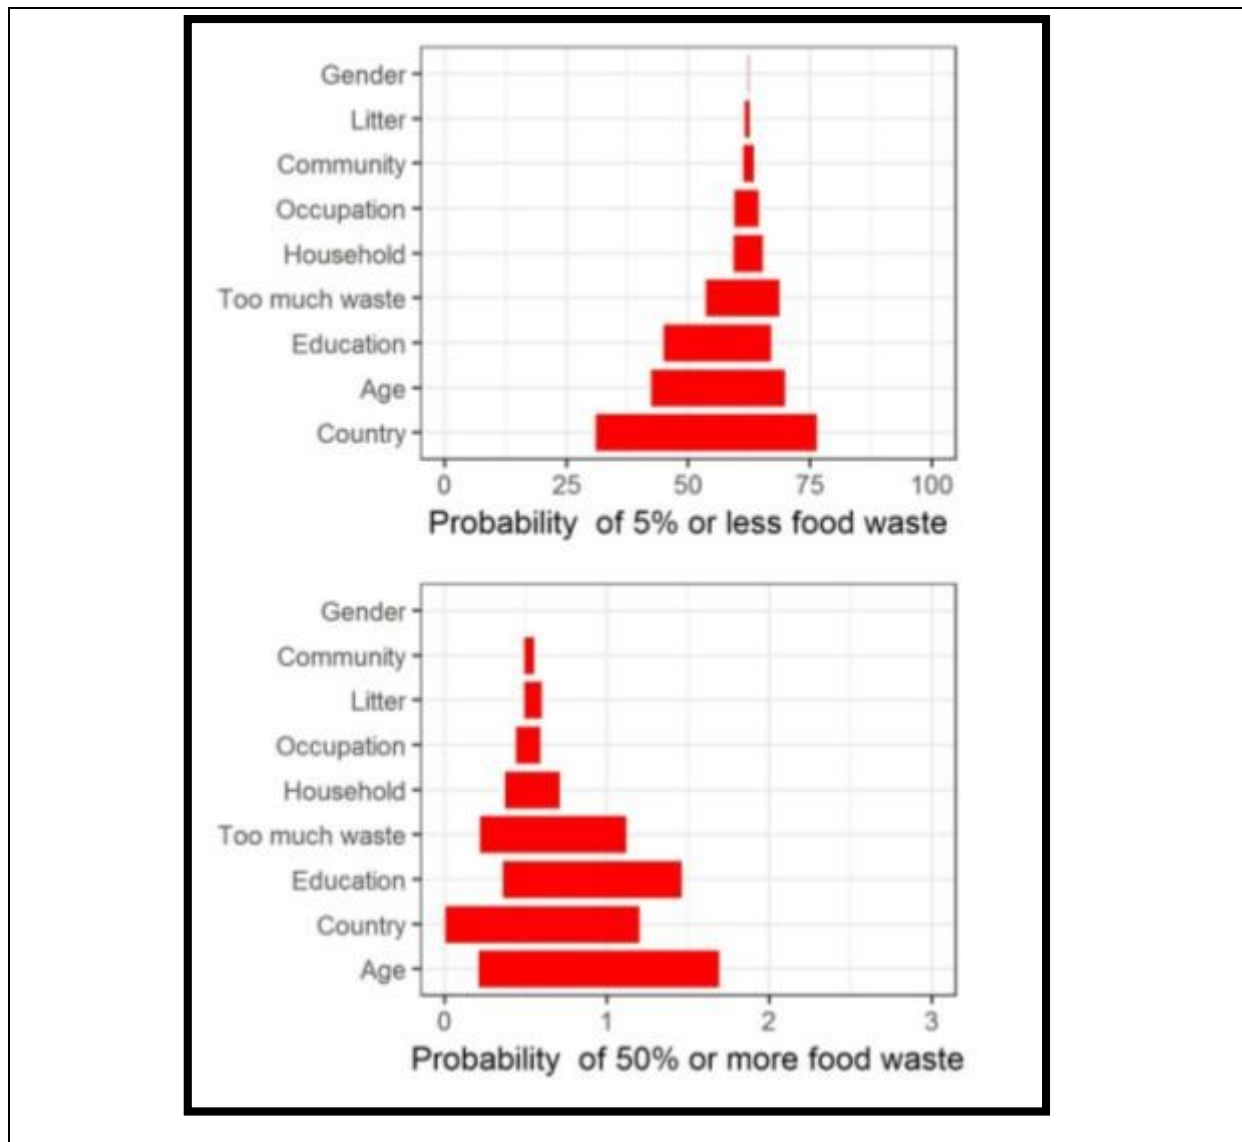 Gender
Litter
Community
Occupation
Household
Too much waste
Education
Age
Country
0 25 50 75 100
Probability of 5% or less food waste
Gender
Community
Litter
Occupation
Household
Too much waste
Education
Country
Age
0 1 2 3
Probability of 50% or more food waste